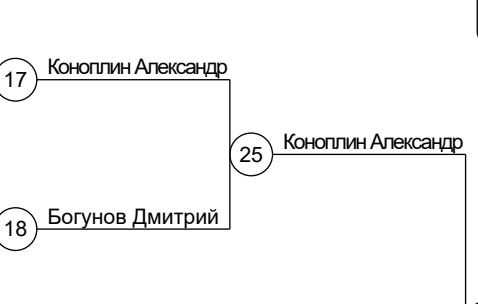 17 Коноплин Александр
25 Коноплин Александр
18 Богунов Дмитрий